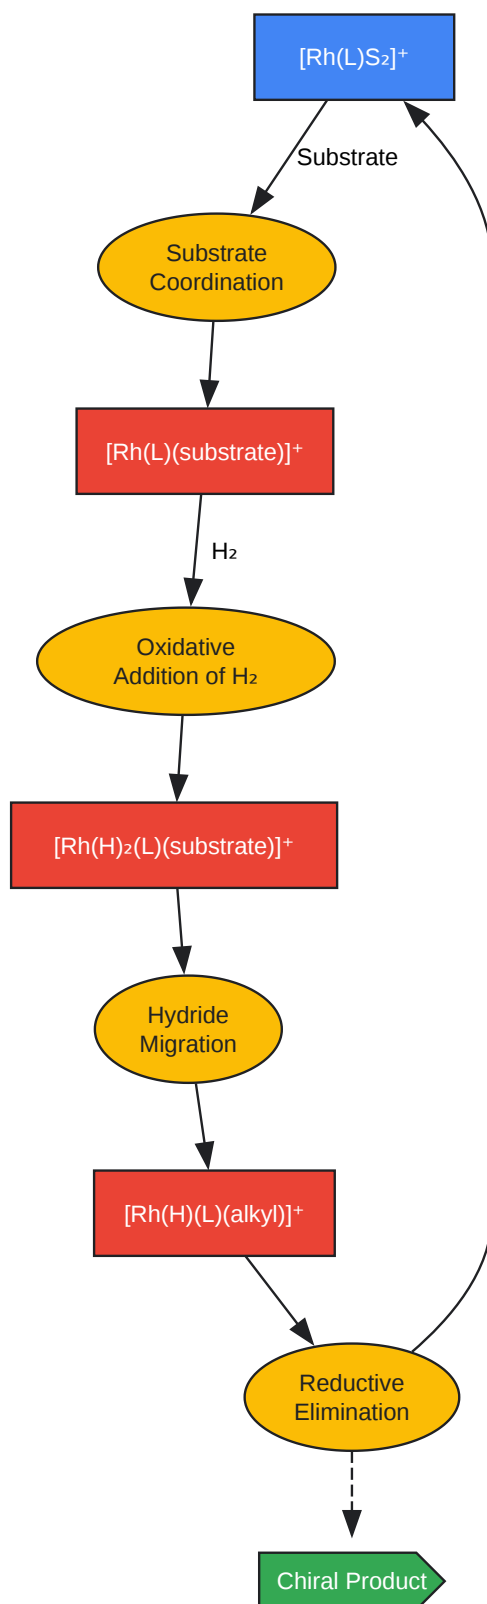 [Rh(L)S₂]⁺
Substrate
Substrate
Coordination
[Rh(L)(substrate)]⁺
H₂
Oxidative
Addition of H₂
[Rh(H)₂(L)(substrate)]⁺
Hydride
Migration
[Rh(H)(L)(alkyl)]⁺
Reductive
Elimination
Chiral Product